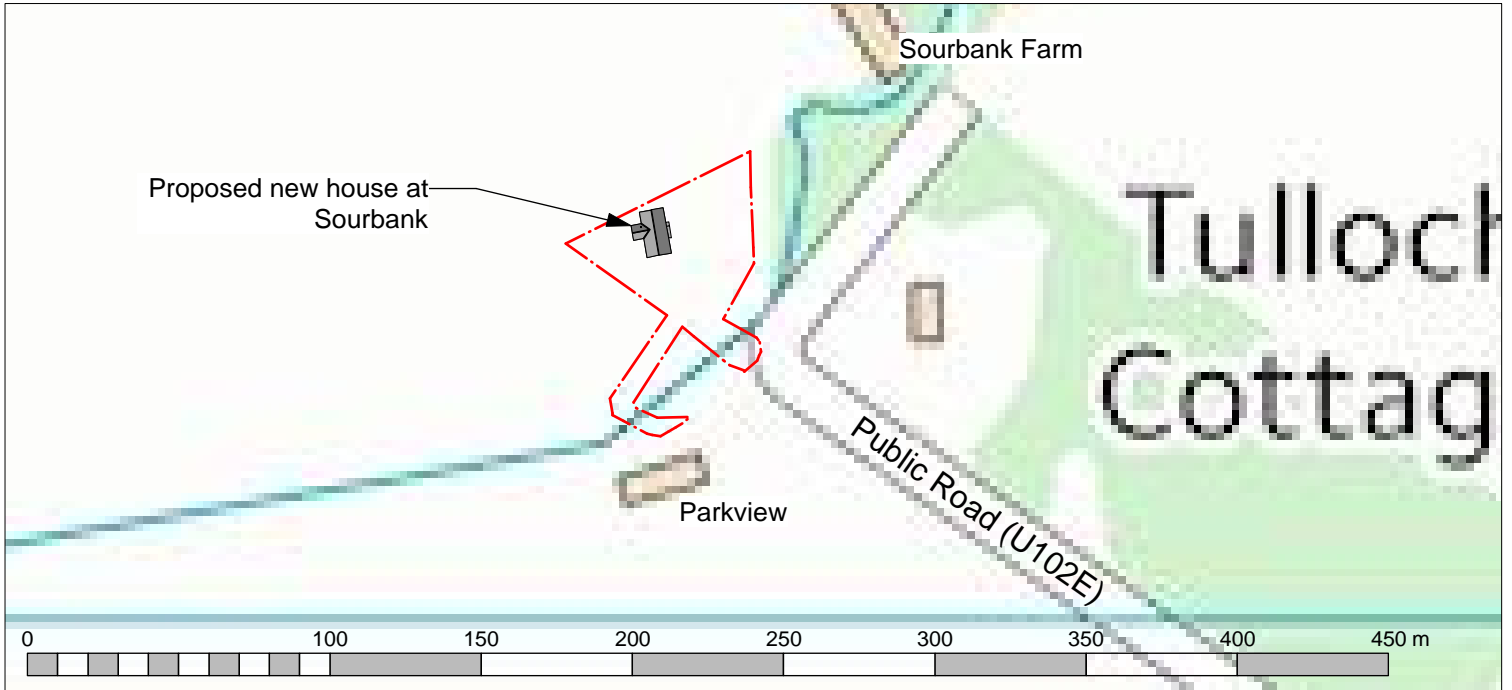 Sourbank Farm
Proposed new house at
Sourbank
Tulloch
Cottag
Public Road (U102E)
Parkview
0 100 150 200 250 300 350 400 450 m